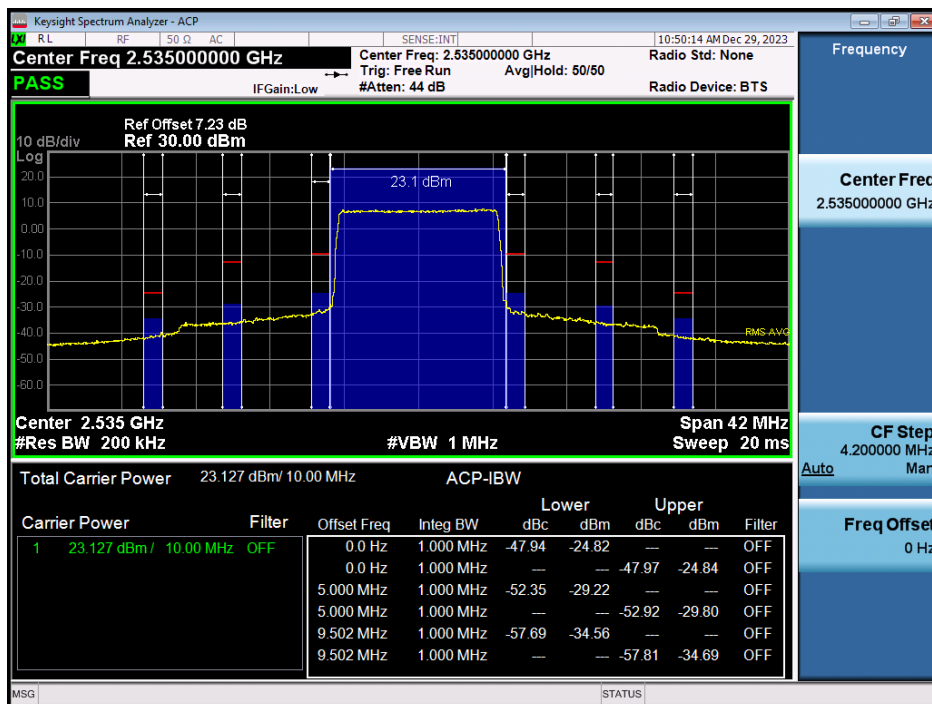 Keysight Spectrum Analyzer - ACP
LXI RL RF 50 Ω AC SENSE:INT 10:50:14 AM Dec 29, 2023
Center Freq 2.535000000 GHz
Center Freq: 2.535000000 GHz Radio Std: None
Trig: Free Run Avg|Hold: 50/50
PASS IFGain:Low #Atten: 44 dB Radio Device: BTS
Ref Offset 7.23 dB
10 dB/div Ref 30.00 dBm
Log
23.1 dBm
20.0
10.0
0.00
-10.0
-20.0
-30.0
-40.0
RMS AVG
-50.0
-60.0
Center 2.535 GHz Span 42 MHz
#Res BW 200 kHz #VBW 1 MHz Sweep 20 ms
Total Carrier Power 23.127 dBm/ 10.00 MHz ACP-IBW
Lower Upper
Carrier Power Filter Offset Freq Integ BW dBc dBm dBc dBm Filter
1 23.127 dBm / 10.00 MHz OFF 0.0 Hz 1.000 MHz -47.94 -24.82 --- --- OFF
0.0 Hz 1.000 MHz --- --- -47.97 -24.84 OFF
5.000 MHz 1.000 MHz -52.35 -29.22 --- --- OFF
5.000 MHz 1.000 MHz --- --- -52.92 -29.80 OFF
9.502 MHz 1.000 MHz -57.69 -34.56 --- --- OFF
9.502 MHz 1.000 MHz --- --- -57.81 -34.69 OFF
MSG STATUS
Frequency
Center Freq
2.535000000 GHz
CF Step
4.200000 MHz
Auto Man
Freq Offset
0 Hz